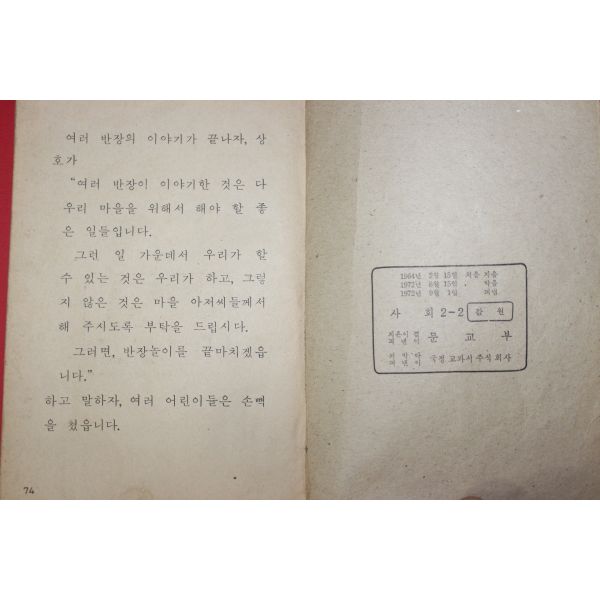 여러 반장의 이야기가 끝나자, 상
호가
“여러 반장이 이야기한 것은 다
우리 마을을 위해서 해야 할 좋
은 일들입니다.
그런 일 가운데서 우리가 할
수 있는 것은 우리가 하고, 그렇
지 않은 것은 마을 아저씨들께서
해 주시도록 부탁을 드립시다.
그러면, 반장놀이를 끝마치겠읍
니다.”
하고 말하자, 여러 어린이들은 손뼉
을 쳤읍니다.
74
1964년 2월 15일 처음 지음
1972년 8월 15일 박음
1972년 9월 1일 펴냄
사 회 2-2
문 교 부
국정 교과서 주식 회사